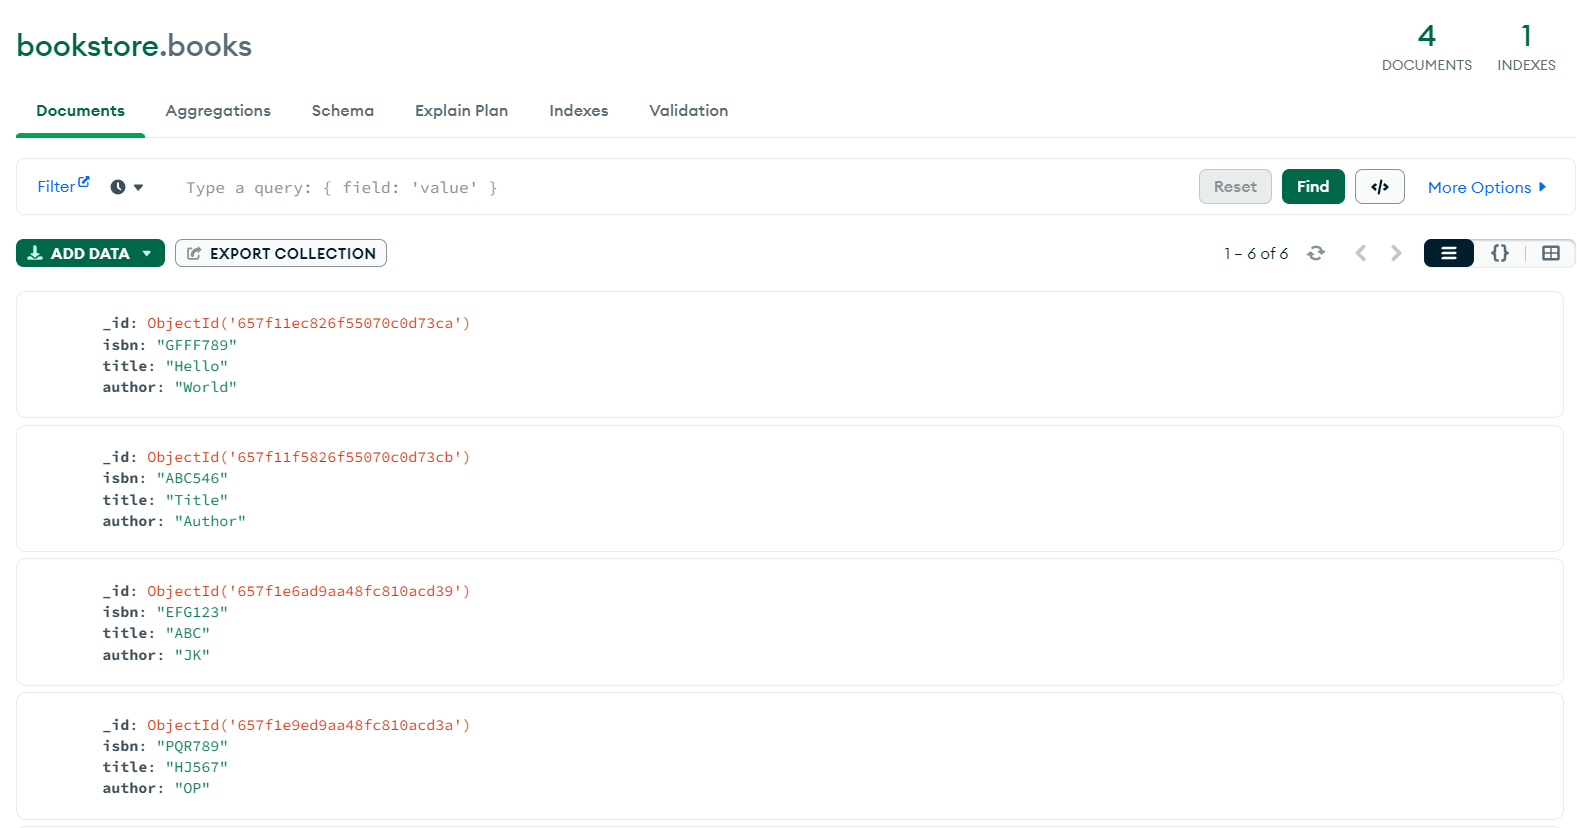 bookstore.books
4
DOCUMENTS
1
INDEXES
Documents Aggregations Schema Explain Plan Indexes Validation
Filter Type a query: { field: 'value' } Reset Find </> More Options
ADD DATA EXPORT COLLECTION 1 – 6 of 6 {}
_id: ObjectId('657f11ec826f55070c0d73ca')
isbn: "GFFF789"
title: "Hello"
author: "World"
_id: ObjectId('657f11f5826f55070c0d73cb')
isbn: "ABC546"
title: "Title"
author: "Author"
_id: ObjectId('657f1e6ad9aa48fc810acd39')
isbn: "EFG123"
title: "ABC"
author: "JK"
_id: ObjectId('657f1e9ed9aa48fc810acd3a')
isbn: "PQR789"
title: "HJ567"
author: "OP"